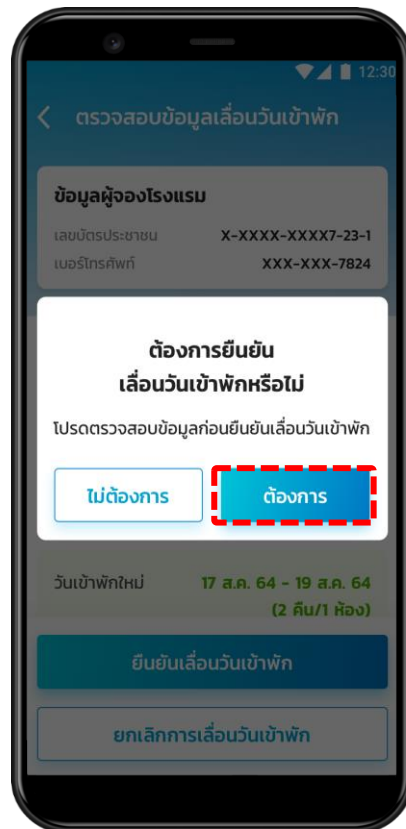 12:30
ตรวจสอบข้อมูลเลื่อนวันเข้าพัก
ข้อมูลผู้จองโรงแรม
เลขบัตรประชาชน X-XXXX-XXXX7-23-1
เบอร์โทรศัพท์ XXX-XXX-7824
ต้องการยืนยัน
เลื่อนวันเข้าพักหรือไม่
โปรดตรวจสอบข้อมูลก่อนยืนยันเลื่อนวันเข้าพัก
ไม่ต้องการ ต้องการ
วันเข้าพักใหม่ 17 ส.ค. 64 - 19 ส.ค. 64
(2 คืน/1 ห้อง)
ยืนยันเลื่อนวันเข้าพัก
ยกเลิกการเลื่อนวันเข้าพัก